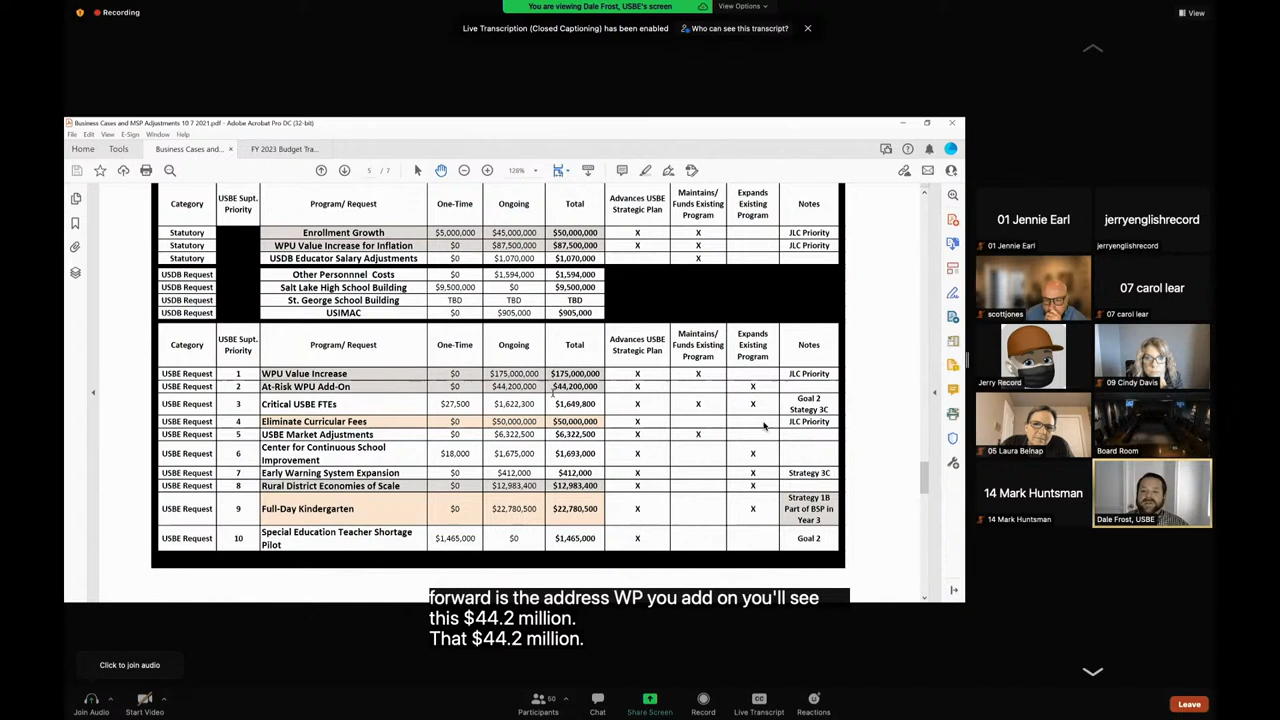 Recording
You are viewing Dale Frost, USBE's screen
View Options
View
Live Transcription (Closed Captioning) has been enabled
Who can see this transcript?
Business Cases and MSP Adjustments 10 7 2021.pdf - Adobe Acrobat Pro DC (32-bit)
File Edit View E-Sign Window Help
Home Tools Business Cases and... × FY 2023 Budget Tra...
5 / 7 128%
Category USBE Supt. Priority Program/ Request One-Time Ongoing Total Advances USBE Strategic Plan Maintains/ Funds Existing Program Expands Existing Program Notes
Statutory Enrollment Growth $5,000,000 $45,000,000 $50,000,000 X X JLC Priority
Statutory WPU Value Increase for Inflation $0 $87,500,000 $87,500,000 X X JLC Priority
Statutory USDB Educator Salary Adjustments $0 $1,070,000 $1,070,000 X
USDB Request Other Personnnel Costs $0 $1,594,000 $1,594,000
USDB Request Salt Lake High School Building $9,500,000 $0 $9,500,000
USDB Request St. George School Building TBD TBD TBD
USDB Request USIMAC $0 $905,000 $905,000
Category USBE Supt. Priority Program/ Request One-Time Ongoing Total Advances USBE Strategic Plan Maintains/ Funds Existing Program Expands Existing Program Notes
USBE Request 1 WPU Value Increase $0 $175,000,000 $175,000,000 X X JLC Priority
USBE Request 2 At-Risk WPU Add-On $0 $44,200,000 $44,200,000 X X
USBE Request 3 Critical USBE FTEs $27,500 $1,622,300 $1,649,800 X X X Goal 2 Stategy 3C
USBE Request 4 Eliminate Curricular Fees $0 $50,000,000 $50,000,000 X JLC Priority
USBE Request 5 USBE Market Adjustments $0 $6,322,500 $6,322,500 X X
USBE Request 6 Center for Continuous School Improvement $18,000 $1,675,000 $1,693,000 X X
USBE Request 7 Early Warning System Expansion $0 $412,000 $412,000 X X Strategy 3C
USBE Request 8 Rural District Economies of Scale $0 $12,983,400 $12,983,400 X X
USBE Request 9 Full-Day Kindergarten $0 $22,780,500 $22,780,500 X X Strategy 1B Part of BSP in Year 3
USBE Request 10 Special Education Teacher Shortage Pilot $1,465,000 $0 $1,465,000 X Goal 2
01 Jennie Earl
01 Jennie Earl
jerryenglishrecord
jerryenglishrecord
scottjones
07 carol lear
07 carol lear
Jerry Record
09 Cindy Davis
05 Laura Belnap
Board Room
14 Mark Huntsman
14 Mark Huntsman
Dale Frost, USBE
forward is the address WP you add on you'll see
this $44.2 million.
That $44.2 million.
Click to join audio
Join Audio
Start Video
50
Participants
Chat
Share Screen
Record
CC
Live Transcript
Reactions
Leave